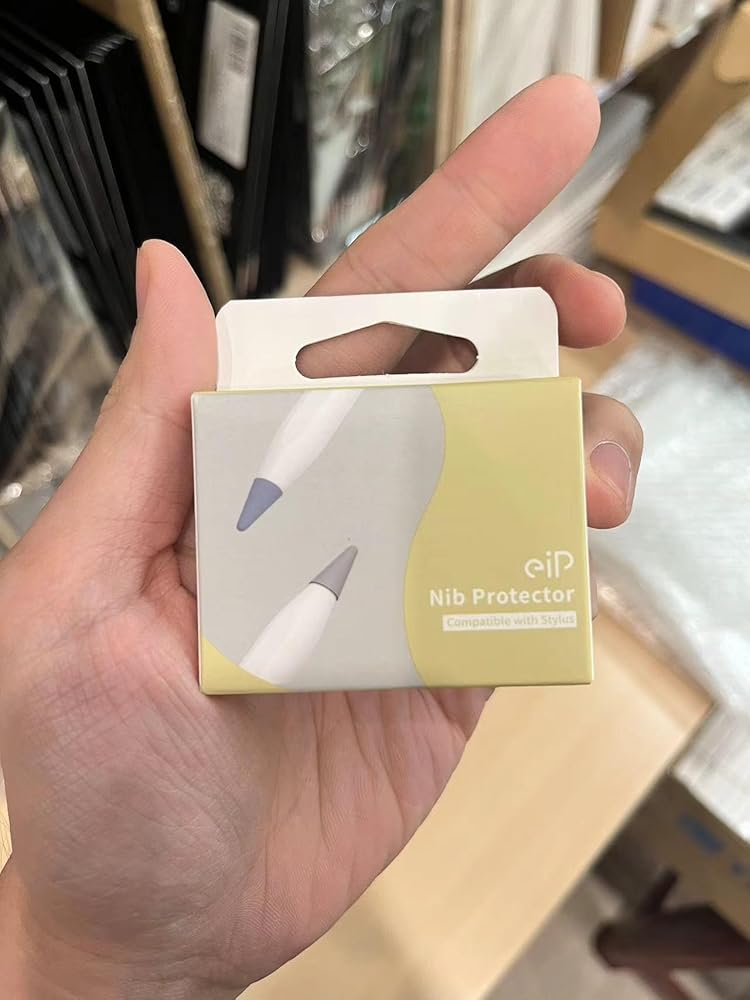 eiP
Nib Protector
Compatible with Stylus